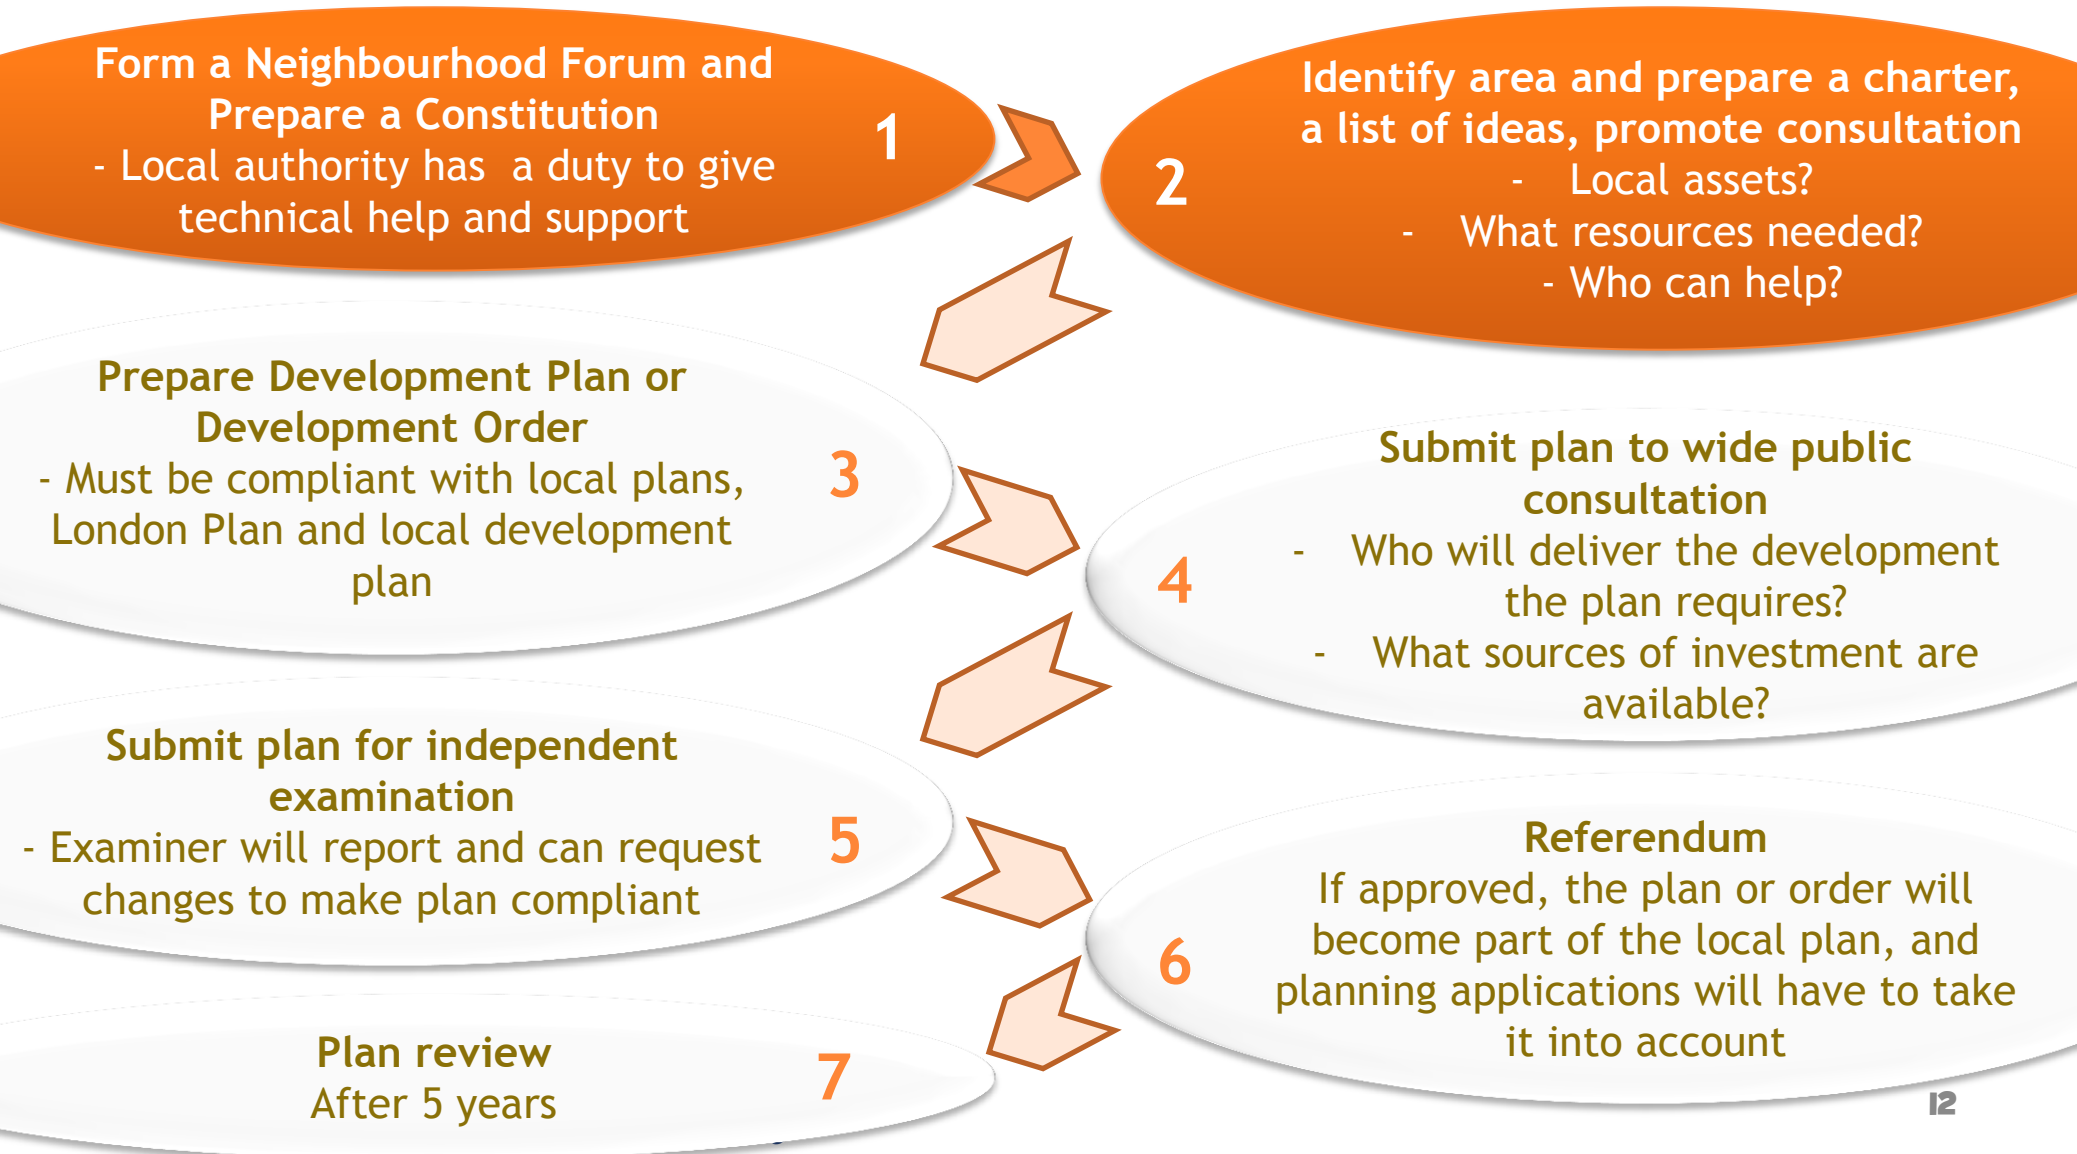 Form a Neighbourhood Forum and
Prepare a Constitution
- Local authority has a duty to give
technical help and support
1
Identify area and prepare a charter,
a list of ideas, promote consultation
- Local assets?
- What resources needed?
- Who can help?
2
Prepare Development Plan or
Development Order
- Must be compliant with local plans,
London Plan and local development
plan
3
Submit plan to wide public
consultation
- Who will deliver the development
the plan requires?
- What sources of investment are
available?
4
Submit plan for independent
examination
- Examiner will report and can request
changes to make plan compliant
5
Referendum
If approved, the plan or order will
become part of the local plan, and
planning applications will have to take
it into account
6
Plan review
After 5 years
7
12